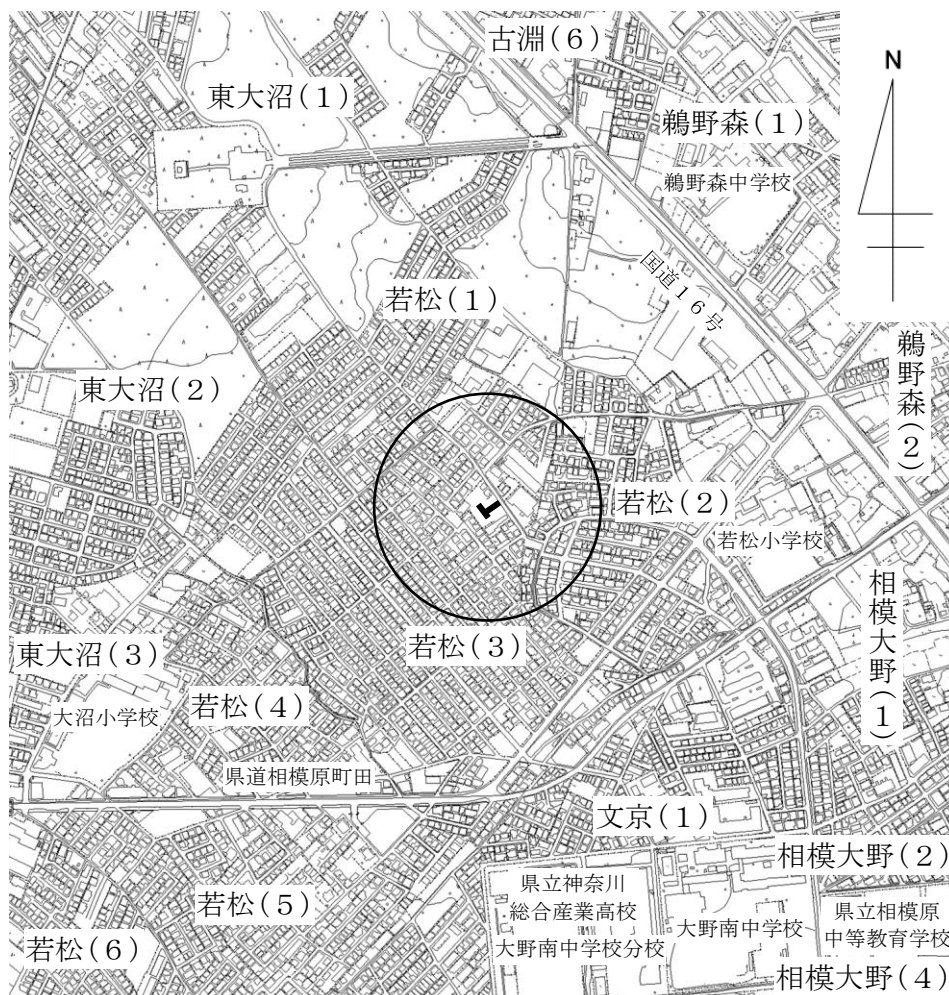 古淵(6)
N
東大沼(1)
鵜野森(1)
鵜野森中学校
国道16号
若松(1)
鵜野森(2)
東大沼(2)
若松(2)
若松小学校
相模大野(1)
若松(3)
東大沼(3)
大沼小学校
若松(4)
県道相模原町田
文京(1)
相模大野(2)
県立神奈川
総合産業高校
大野南中学校分校
大野南中学校
県立相模原
中等教育学校
若松(5)
若松(6)
相模大野(4)